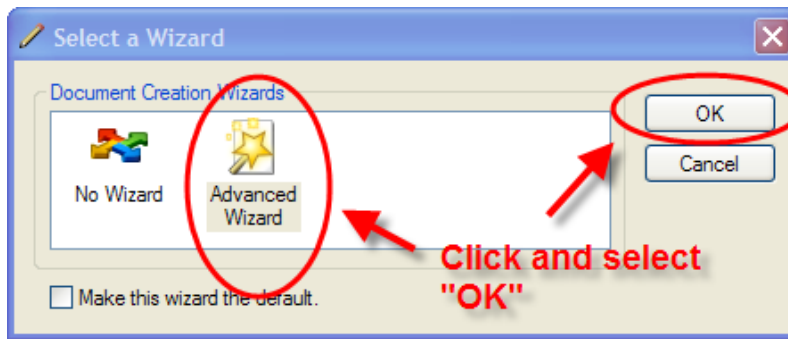 Select a Wizard
Document Creation Wizards
No Wizard
Advanced
Wizard
OK
Cancel
Click and select
"OK"
Make this wizard the default.